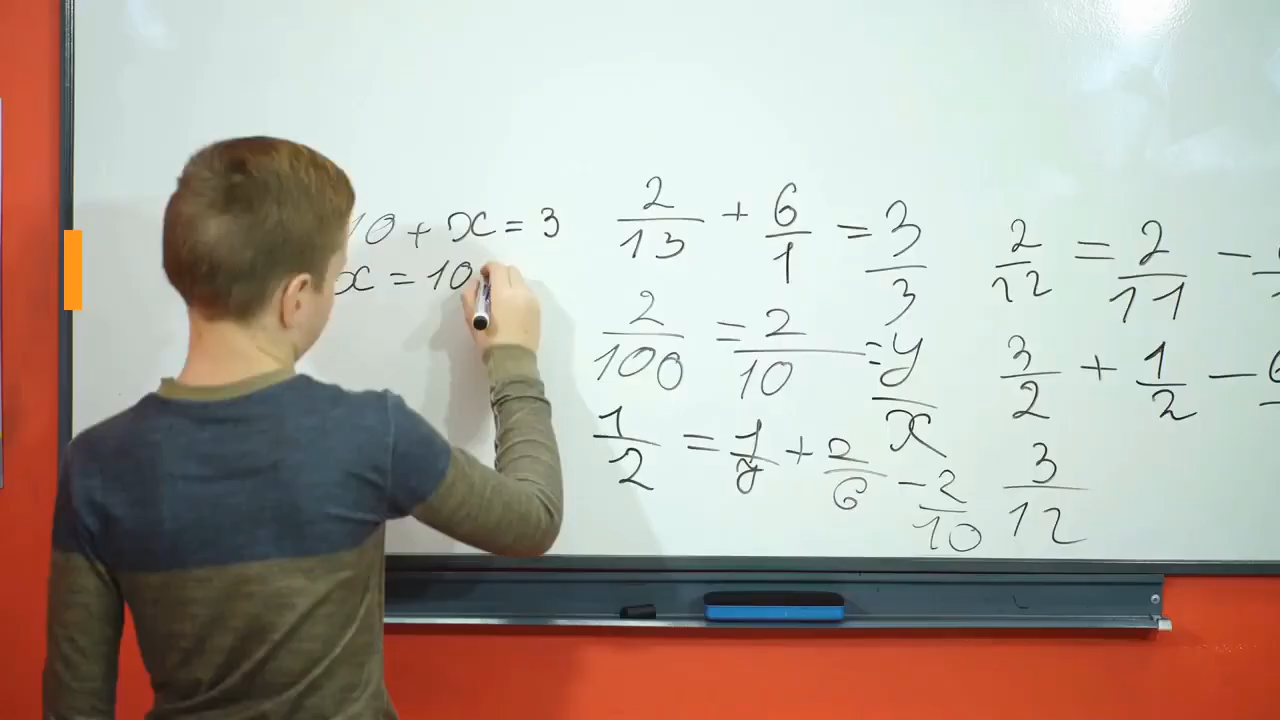 10 + x = 3
x = 10
2/13 + 6/1 = 3/3
2/100 = 2/10 = y/x
1/2 = 1/y + 2/6 - 2/10
2/12 = 2/11 -
3/2 + 1/2 - 6
3/12